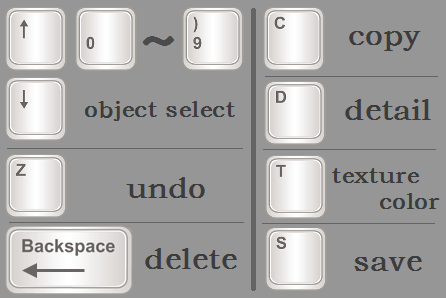 ↑ 0 ~ ) 9
↓ object select
Z undo
Backspace delete
←
C copy
D detail
T texture
color
S save